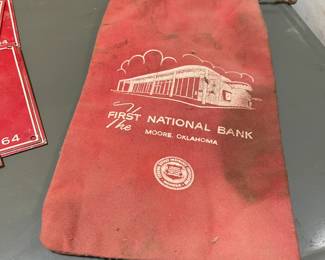 The
FIRST NATIONAL BANK
MOORE, OKLAHOMA
64